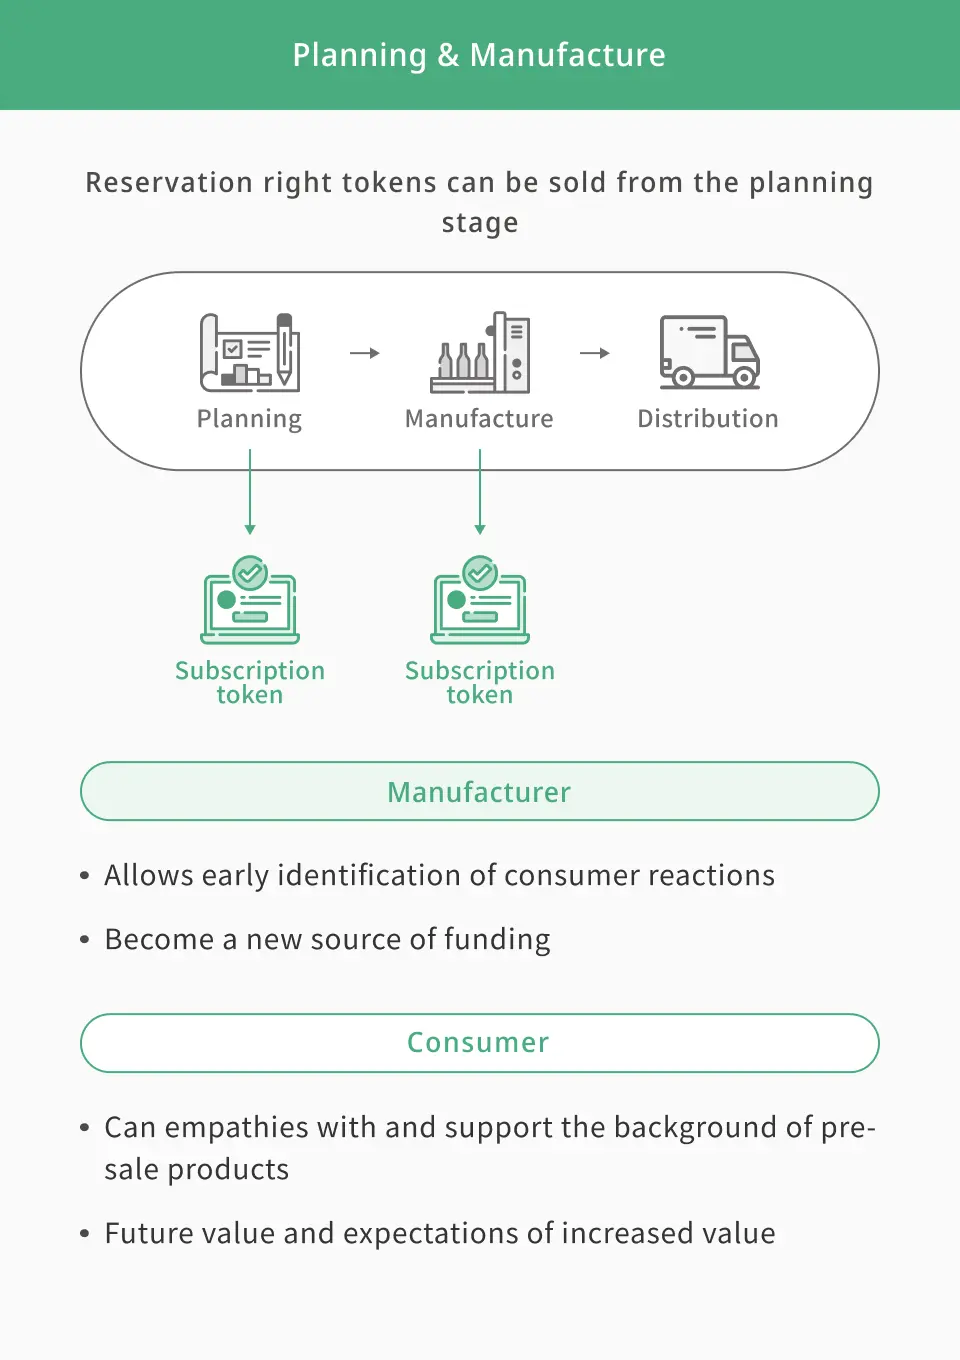 Planning & Manufacture
Reservation right tokens can be sold from the planning
stage
Planning
Manufacture
Distribution
Subscription
token
Subscription
token
Manufacturer
• Allows early identification of consumer reactions
• Become a new source of funding
Consumer
• Can empathies with and support the background of pre-
sale products
• Future value and expectations of increased value